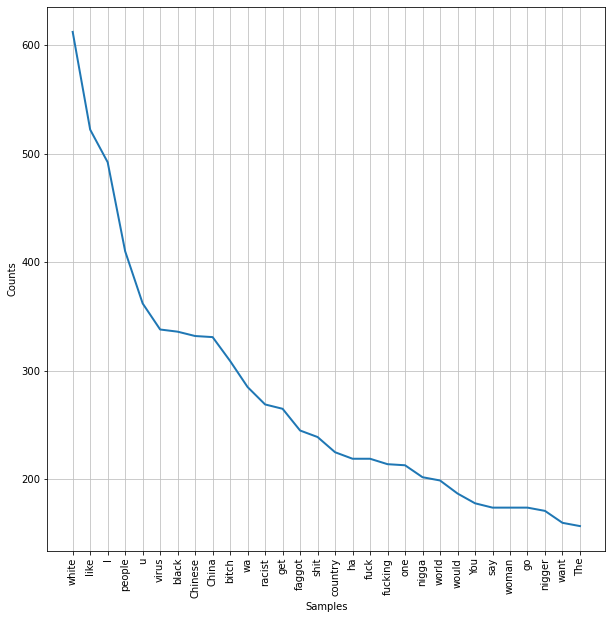 600
500
400
300
200
Counts
white
like
I
people
u
virus
black
Chinese
China
bitch
wa
racist
get
faggot
shit
country
ha
fuck
fucking
one
nigga
world
would
You
say
woman
go
nigger
want
The
Samples